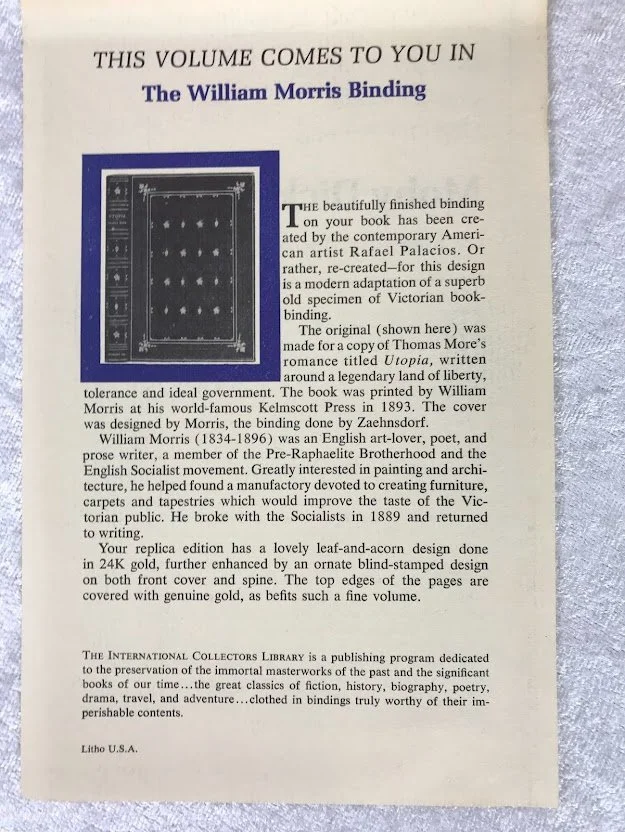 THIS VOLUME COMES TO YOU IN
The William Morris Binding
THE beautifully finished binding
on your book has been cre-
ated by the contemporary Ameri-
can artist Rafael Palacios. Or
rather, re-created—for this design
is a modern adaptation of a superb
old specimen of Victorian book-
binding.
The original (shown here) was
made for a copy of Thomas More's
romance titled Utopia, written
around a legendary land of liberty,
tolerance and ideal government. The book was printed by William
Morris at his world-famous Kelmscott Press in 1893. The cover
was designed by Morris, the binding done by Zaehnsdorf.
William Morris (1834-1896) was an English art-lover, poet, and
prose writer, a member of the Pre-Raphaelite Brotherhood and the
English Socialist movement. Greatly interested in painting and archi-
tecture, he helped found a manufactory devoted to creating furniture,
carpets and tapestries which would improve the taste of the Vic-
torian public. He broke with the Socialists in 1889 and returned
to writing.
Your replica edition has a lovely leaf-and-acorn design done
in 24K gold, further enhanced by an ornate blind-stamped design
on both front cover and spine. The top edges of the pages are
covered with genuine gold, as befits such a fine volume.
THE INTERNATIONAL COLLECTORS LIBRARY is a publishing program dedicated
to the preservation of the immortal masterworks of the past and the significant
books of our time...the great classics of fiction, history, biography, poetry,
drama, travel, and adventure...clothed in bindings truly worthy of their im-
perishable contents.
Litho U.S.A.